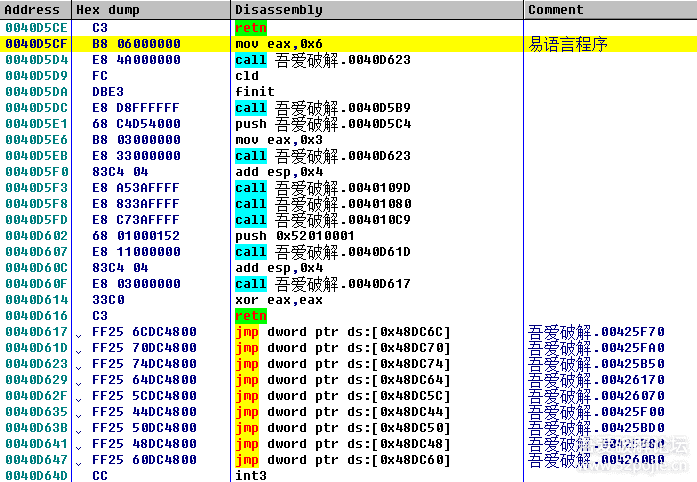 Address Hex dump Disassembly Comment
0040D5CE C3 retn
0040D5CF B8 06000000 mov eax,0x6 易语言程序
0040D5D4 E8 4A000000 call 吾爱破解.0040D623
0040D5D9 FC cld
0040D5DA DBE3 finit
0040D5DC E8 D8FFFFFF call 吾爱破解.0040D5B9
0040D5E1 68 C4D54000 push 吾爱破解.0040D5C4
0040D5E6 B8 03000000 mov eax,0x3
0040D5EB E8 33000000 call 吾爱破解.0040D623
0040D5F0 83C4 04 add esp,0x4
0040D5F3 E8 A53AFFFF call 吾爱破解.0040109D
0040D5F8 E8 833AFFFF call 吾爱破解.00401080
0040D5FD E8 C73AFFFF call 吾爱破解.004010C9
0040D602 68 01000152 push 0x52010001
0040D607 E8 11000000 call 吾爱破解.0040D61D
0040D60C 83C4 04 add esp,0x4
0040D60F E8 03000000 call 吾爱破解.0040D617
0040D614 33C0 xor eax,eax
0040D616 C3 retn
0040D617 FF25 6CDC4800 jmp dword ptr ds:[0x48DC6C] 吾爱破解.00425F70
0040D61D FF25 70DC4800 jmp dword ptr ds:[0x48DC70] 吾爱破解.00425FA0
0040D623 FF25 74DC4800 jmp dword ptr ds:[0x48DC74] 吾爱破解.00425B50
0040D629 FF25 64DC4800 jmp dword ptr ds:[0x48DC64] 吾爱破解.00426170
0040D62F FF25 5CDC4800 jmp dword ptr ds:[0x48DC5C] 吾爱破解.00426070
0040D635 FF25 44DC4800 jmp dword ptr ds:[0x48DC44] 吾爱破解.00425F00
0040D63B FF25 50DC4800 jmp dword ptr ds:[0x48DC50] 吾爱破解.00425BD0
0040D641 FF25 48DC4800 jmp dword ptr ds:[0x48DC48]
0040D647 FF25 60DC4800 jmp dword ptr ds:[0x48DC60] 吾爱破解.004260B0
0040D64D CC int3